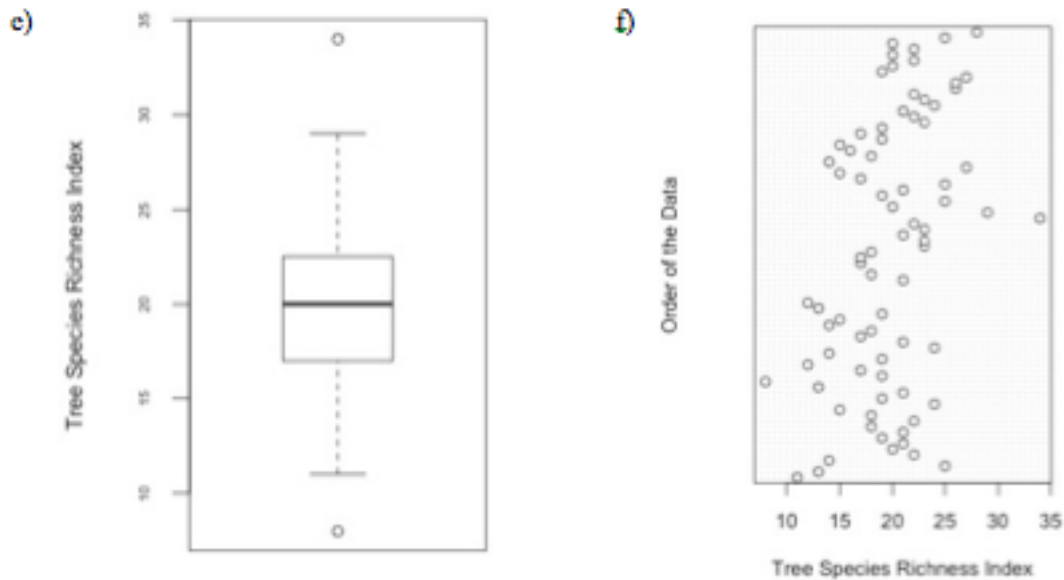 e)
35
30
25
20
15
10
Tree Species Richness Index
f)
Order of the Data
10 15 20 25 30 35
Tree Species Richness Index